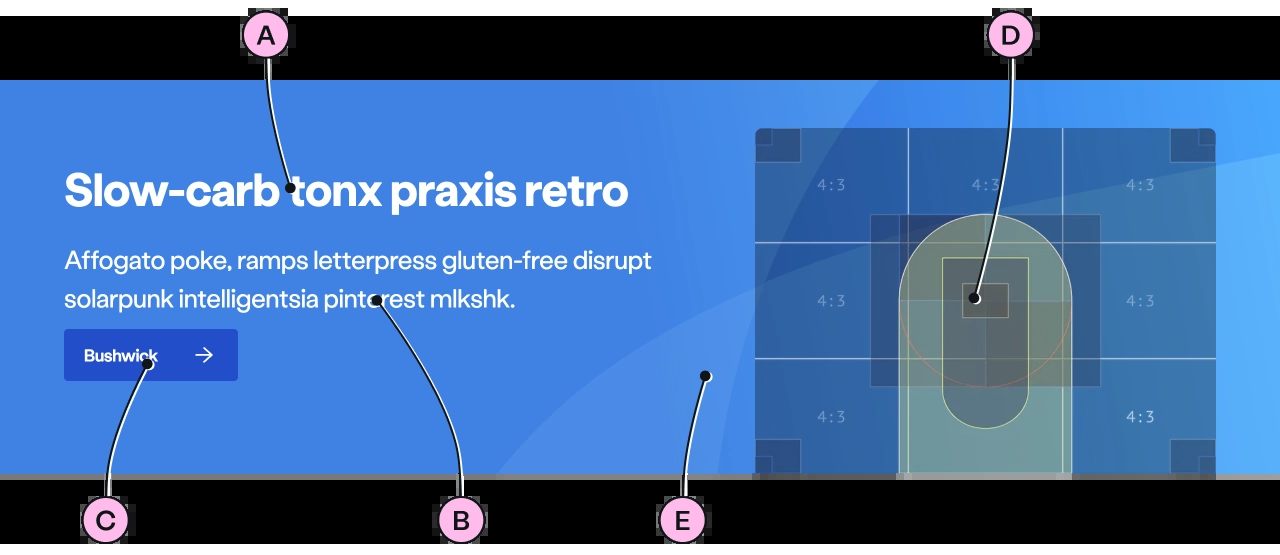 A
D
Slow-carb tonx praxis retro
Affogato poke, ramps letterpress gluten-free disrupt
solarpunk intelligentsia pinterest mlkshk.
Bushwick
4:3 4:3 4:3
4:3 4:3
4:3 4:3
C
B
E